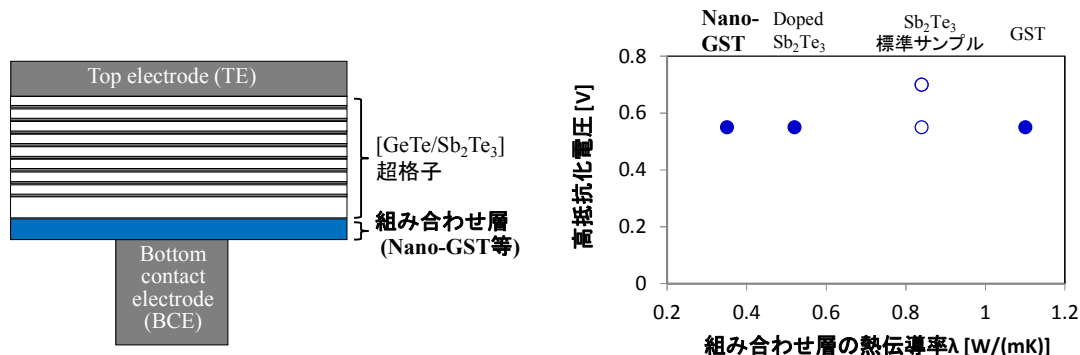 Top electrode (TE)
[GeTe/Sb₂Te₃]
超格子
組み合わせ層
(Nano-GST等)
Bottom
contact
electrode
(BCE)
Nano-
GST
Doped
Sb₂Te₃
Sb₂Te₃
標準サンプル
GST
高抵抗化電圧 [V]
0.8
0.6
0.4
0.2
0
0.2 0.4 0.6 0.8 1 1.2
組み合わせ層の熱伝導率λ [W/(mK)]